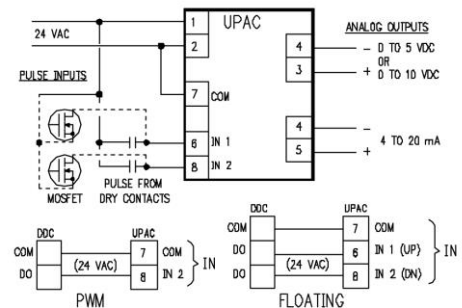 1
UPAC
24 VAC
2
ANALOG OUTPUTS
4
− D TO 5 VDC
OR
3
+ D TO 10 VDC
PULSE INPUTS
7
COM
4
−
4 TO 20 mA
5
+
6
IN 1
8
IN 2
MOSFET
PULSE FROM
DRY CONTACTS
DDC
UPAC
COM
7
COM
IN
DO
(24 VAC)
8
IN 2
PWM
DDC
UPAC
COM
7
COM
DO
6
IN 1 (UP)
IN
DO
(24 VAC)
8
IN 2 (DN)
FLOATING